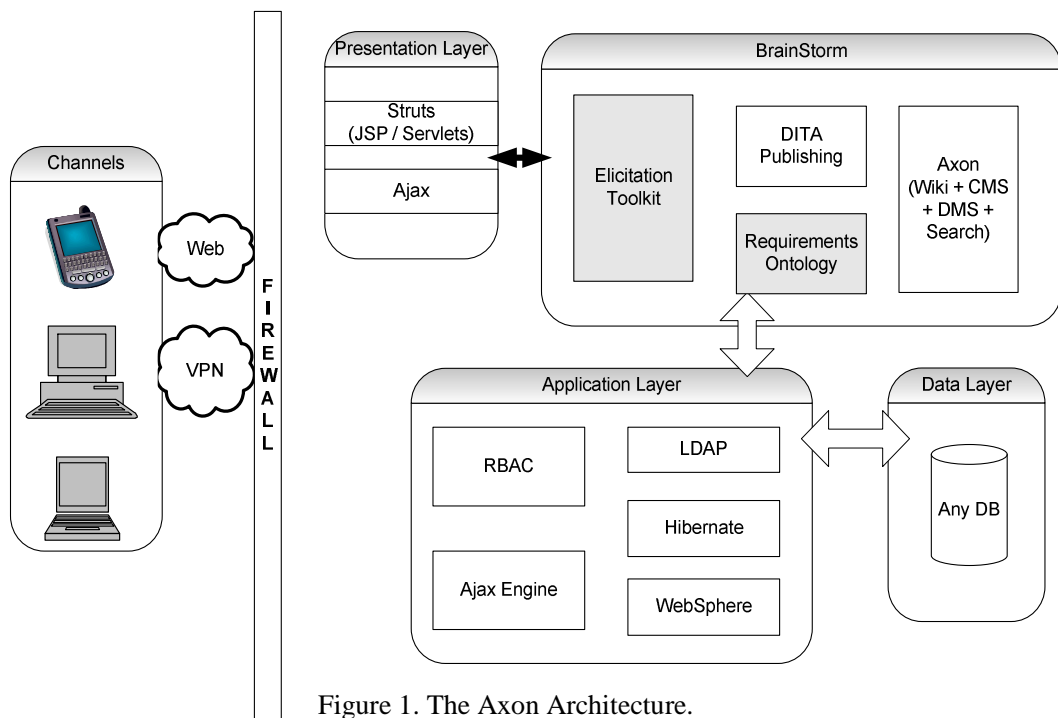 Channels
Web
VPN
FIREWALL
Presentation Layer
Struts
(JSP / Servlets)
Ajax
BrainStorm
Elicitation
Toolkit
DITA
Publishing
Requirements
Ontology
Axon
(Wiki + CMS
+ DMS +
Search)
Application Layer
RBAC
Ajax Engine
LDAP
Hibernate
WebSphere
Data Layer
Any DB
Figure 1. The Axon Architecture.